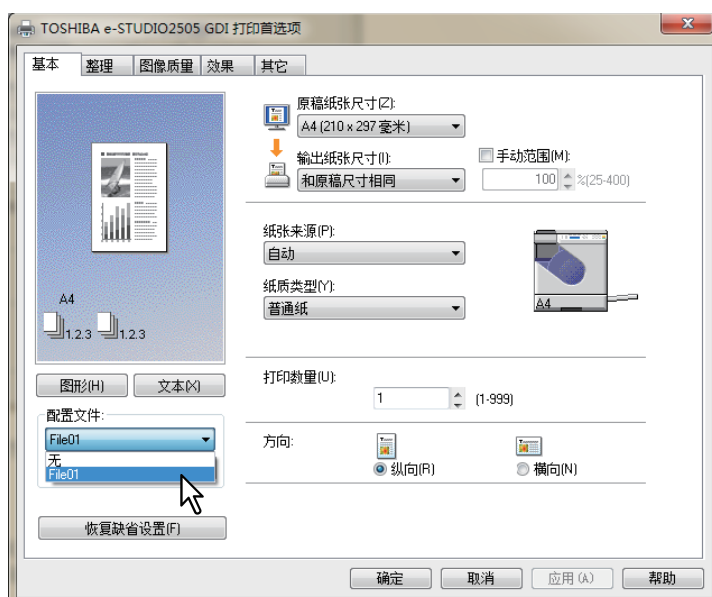 TOSHIBA e-STUDIO2505 GDI 打印首选项
基本 整理 图像质量 效果 其它
原稿纸张尺寸(Z):
A4 (210 x 297 毫米)
输出纸张尺寸(I):
和原稿尺寸相同
手动范围(M):
100 %(25-400)
纸张来源(P):
自动
纸质类型(Y):
普通纸
A4
A4
1.2.3 1.2.3
图形(H) 文本(X)
配置文件:
File01
无
File01
恢复缺省设置(F)
打印数量(U):
1 (1-999)
方向:
纵向(R) 横向(N)
确定 取消 应用(A) 帮助